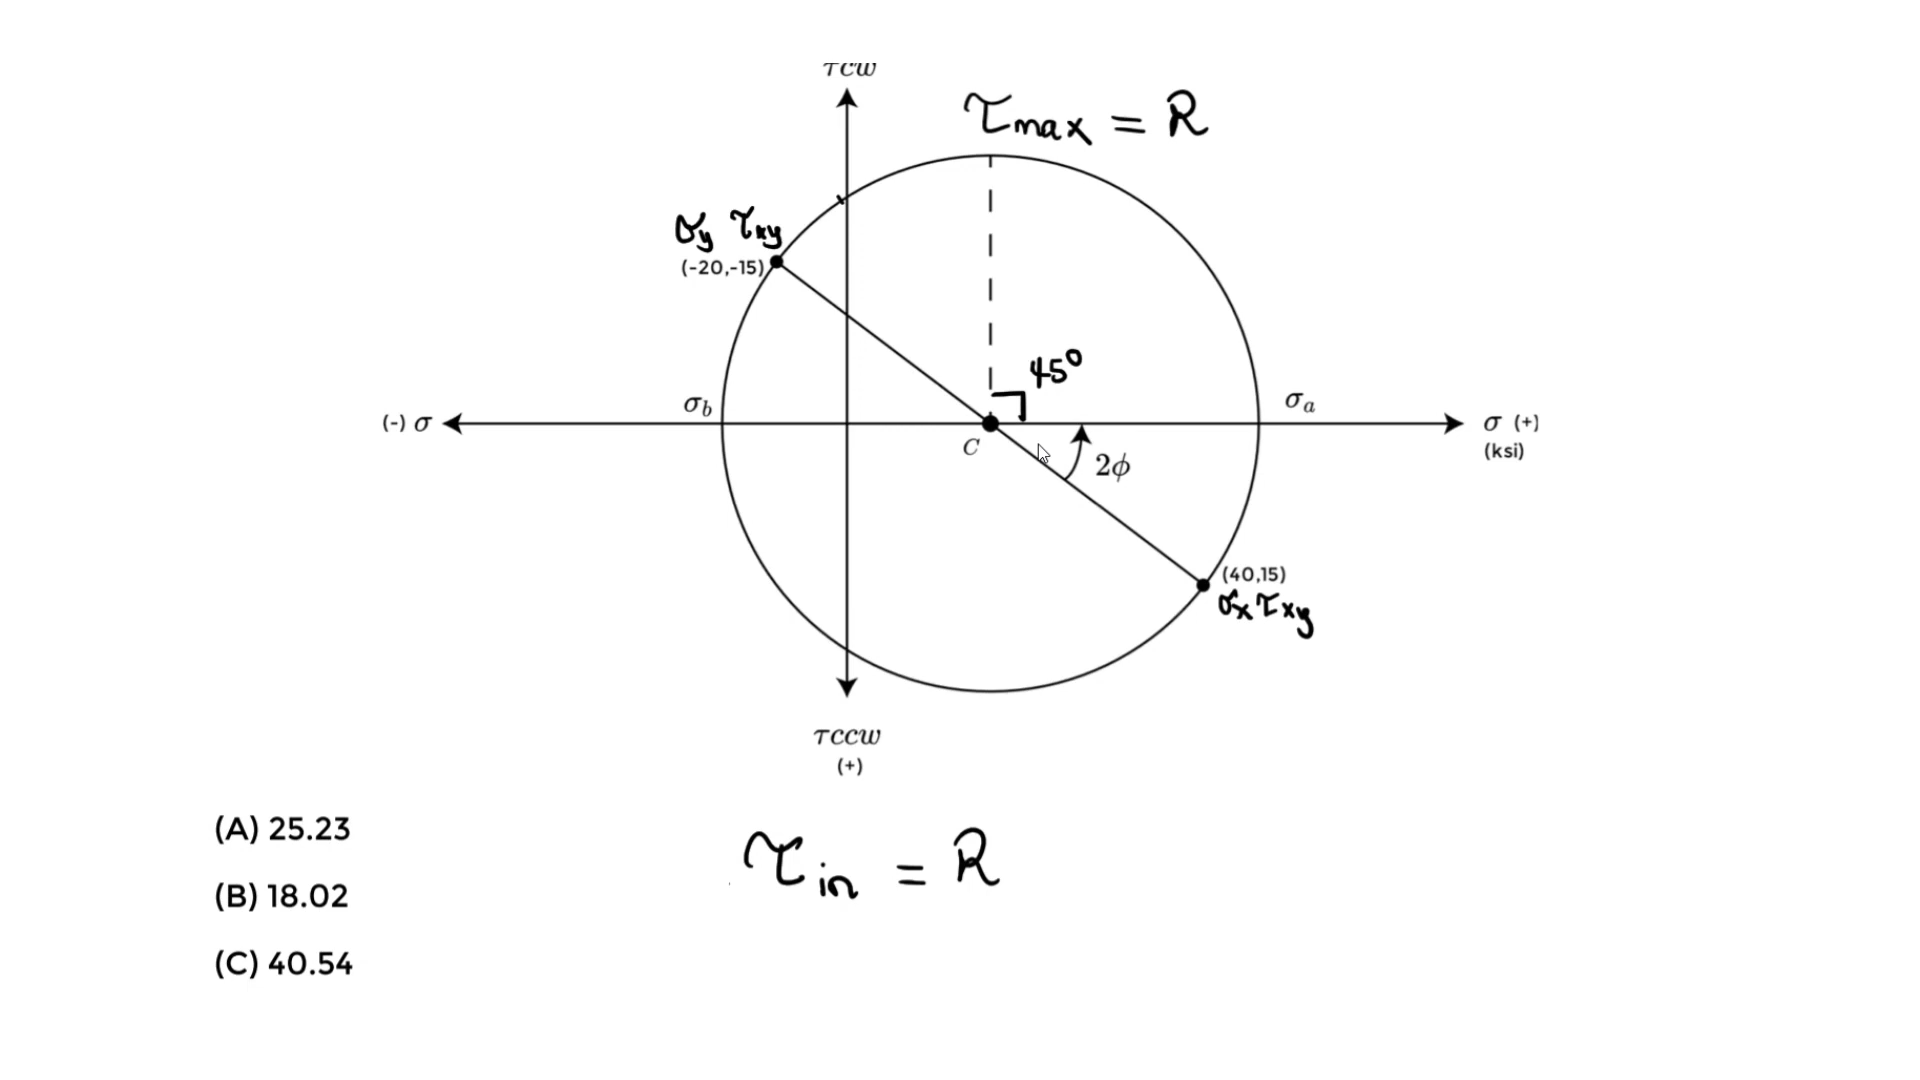 τcw
τmax = R
σy τxy
(-20,-15)
45°
σb
σa
(-) σ
σ (+)
(ksi)
C
2ϕ
(40,15)
σx τxy
τccw
(+)
(A) 25.23
(B) 18.02
(C) 40.54
τin = R